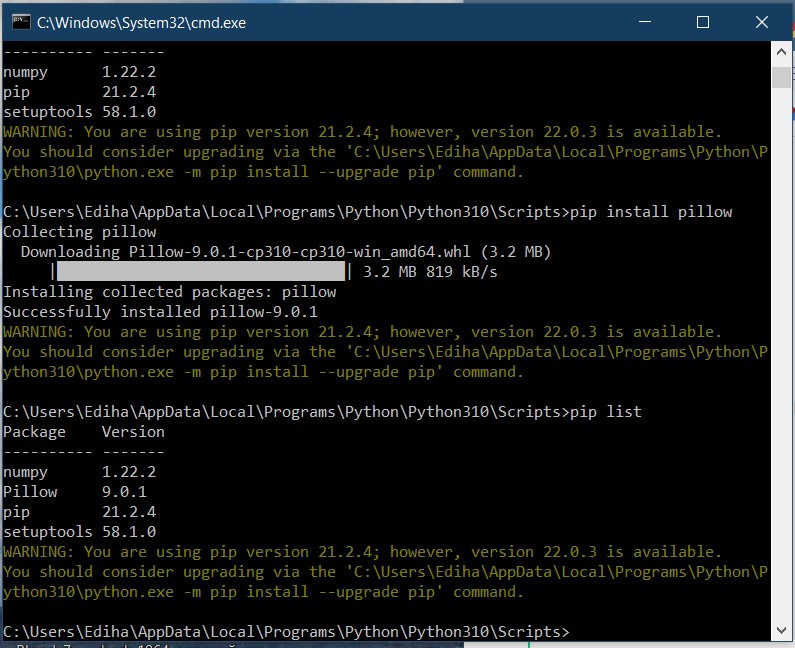 C:\Windows\System32\cmd.exe
---------- -------
numpy      1.22.2
pip        21.2.4
setuptools 58.1.0
WARNING: You are using pip version 21.2.4; however, version 22.0.3 is available.
You should consider upgrading via the 'C:\Users\Ediha\AppData\Local\Programs\Python\P
ython310\python.exe -m pip install --upgrade pip' command.
C:\Users\Ediha\AppData\Local\Programs\Python\Python310\Scripts>pip install pillow
Collecting pillow
  Downloading Pillow-9.0.1-cp310-cp310-win_amd64.whl (3.2 MB)
     |████████████████████████████████| 3.2 MB 819 kB/s
Installing collected packages: pillow
Successfully installed pillow-9.0.1
WARNING: You are using pip version 21.2.4; however, version 22.0.3 is available.
You should consider upgrading via the 'C:\Users\Ediha\AppData\Local\Programs\Python\P
ython310\python.exe -m pip install --upgrade pip' command.
C:\Users\Ediha\AppData\Local\Programs\Python\Python310\Scripts>pip list
Package    Version
---------- -------
numpy      1.22.2
Pillow     9.0.1
pip        21.2.4
setuptools 58.1.0
WARNING: You are using pip version 21.2.4; however, version 22.0.3 is available.
You should consider upgrading via the 'C:\Users\Ediha\AppData\Local\Programs\Python\P
ython310\python.exe -m pip install --upgrade pip' command.
C:\Users\Ediha\AppData\Local\Programs\Python\Python310\Scripts>